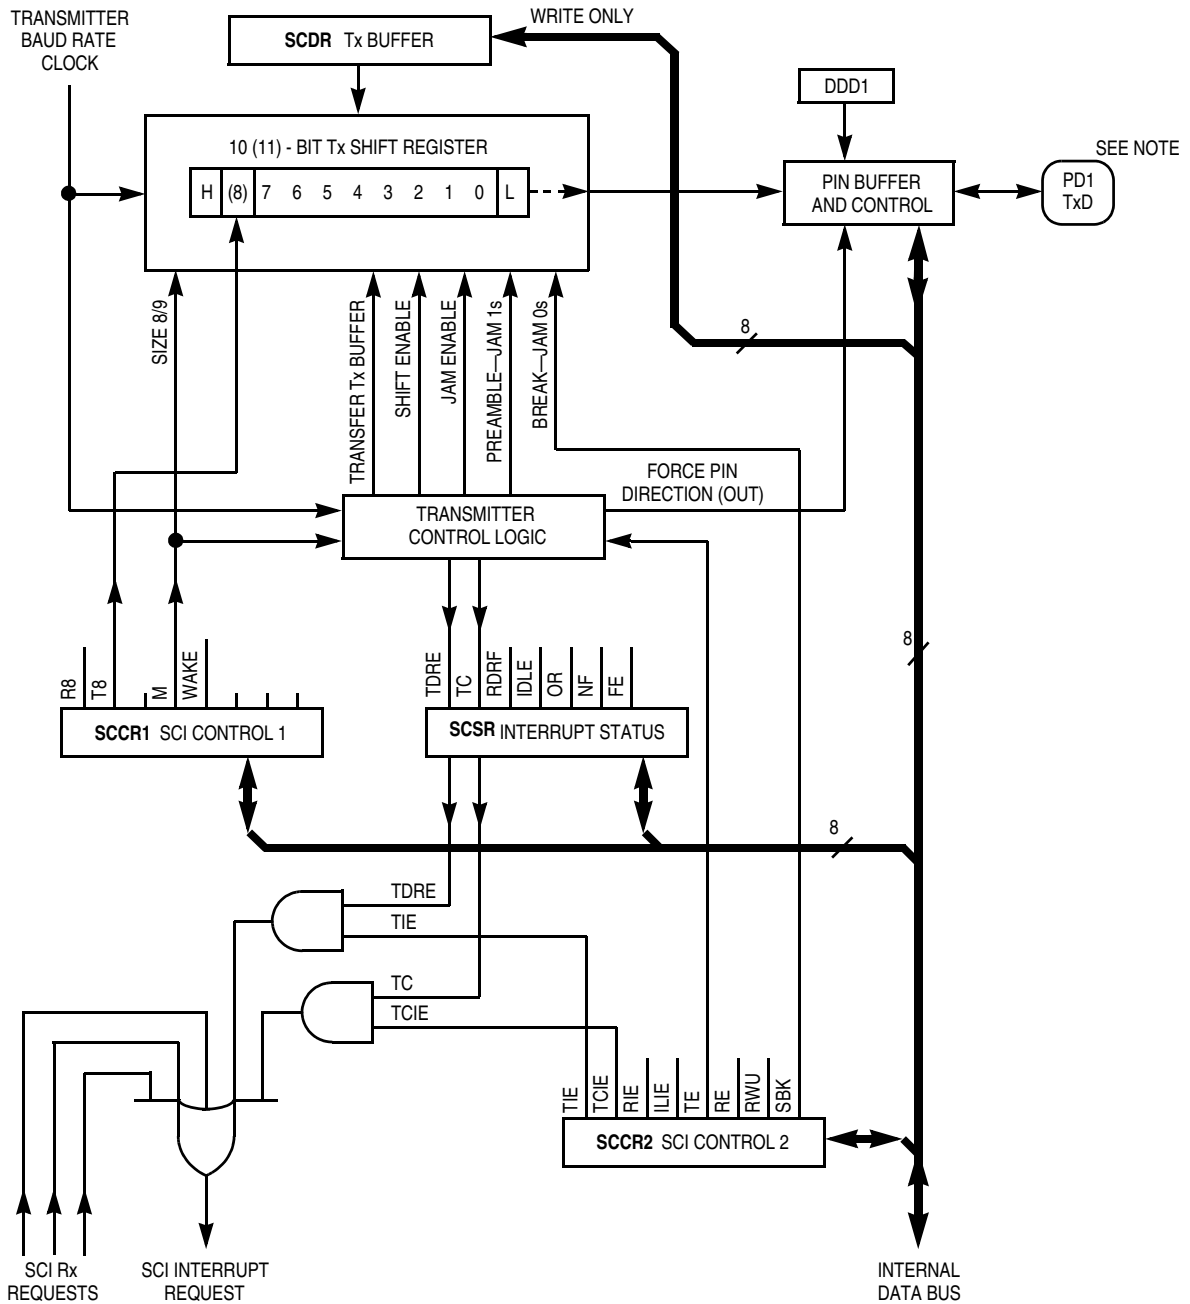 TRANSMITTER
BAUD RATE
CLOCK
SCDR Tx BUFFER
WRITE ONLY
DDD1
10 (11) - BIT Tx SHIFT REGISTER
H (8) 7 6 5 4 3 2 1 0 L
PIN BUFFER
AND CONTROL
SEE NOTE
PD1
TxD
SIZE 8/9
TRANSFER Tx BUFFER
SHIFT ENABLE
JAM ENABLE
PREAMBLE—JAM 1s
BREAK—JAM 0s
8
FORCE PIN
DIRECTION (OUT)
TRANSMITTER
CONTROL LOGIC
8
R8
T8
M
WAKE
SCCR1 SCI CONTROL 1
TDRE
TC
RDRF
IDLE
OR
NF
FE
SCSR INTERRUPT STATUS
8
TDRE
TIE
TC
TCIE
TIE
TCIE
RIE
ILIE
TE
RE
RWU
SBK
SCCR2 SCI CONTROL 2
SCI Rx
REQUESTS
SCI INTERRUPT
REQUEST
INTERNAL
DATA BUS